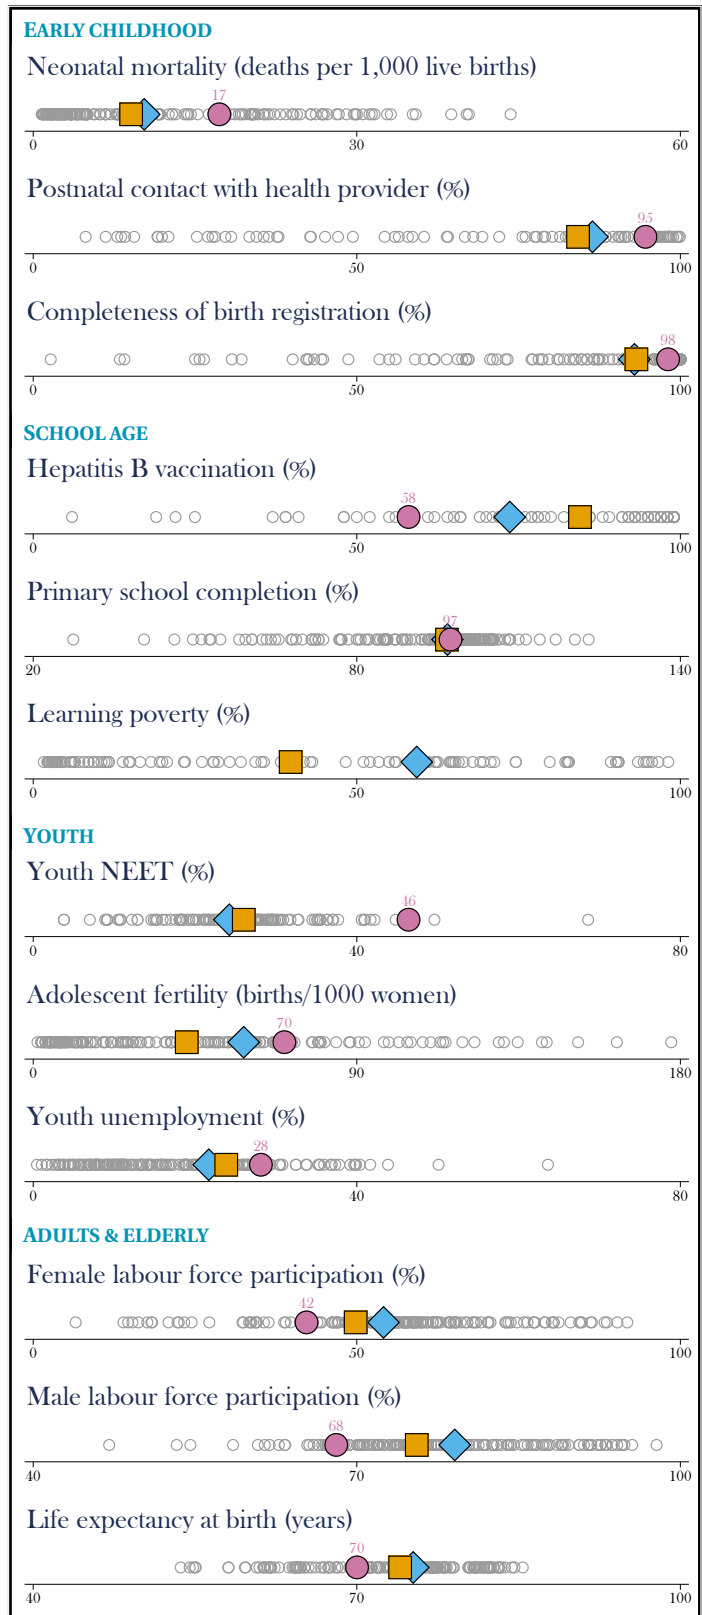 EARLY CHILDHOOD
Neonatal mortality (deaths per 1,000 live births)
17
0 30 60
Postnatal contact with health provider (%)
95
0 50 100
Completeness of birth registration (%)
98
0 50 100
SCHOOL AGE
Hepatitis B vaccination (%)
58
0 50 100
Primary school completion (%)
97
20 80 140
Learning poverty (%)
0 50 100
YOUTH
Youth NEET (%)
46
0 40 80
Adolescent fertility (births/1000 women)
70
0 90 180
Youth unemployment (%)
28
0 40 80
ADULTS & ELDERLY
Female labour force participation (%)
42
0 50 100
Male labour force participation (%)
68
40 70 100
Life expectancy at birth (years)
70
40 70 100